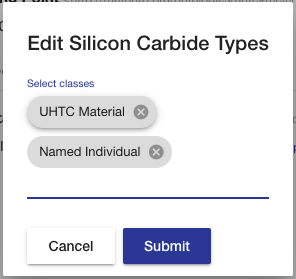 Edit Silicon Carbide Types
Select classes
UHTC Material
Named Individual
Cancel
Submit